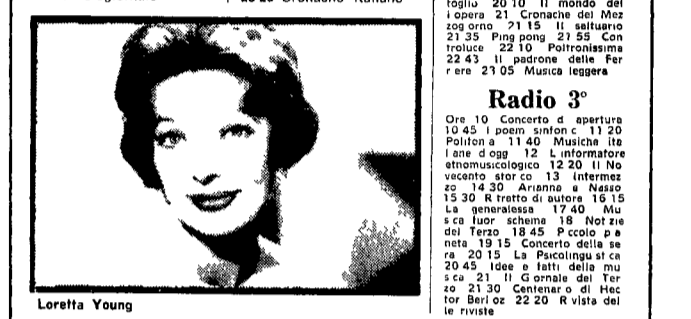 Loretta Young
toglio 20 10 Il mondo del
l opera 21 Cronache del Mez
zog orno 21 15 Il saltuario
21 35 Ping pong 21 55 Con
troluce 22 10 Poltronissima
22 43 Il padrone delle Fer
r ere 23 05 Musica leggera
Radio 3°
Ore 10 Concerto d apertura
10 45 I poem sinfon c 11 20
Politon a 11 40 Musiche ita
l ane d ogg 12 L informatore
etnomusicologico 12 20 Il No
vecento stor co 13 Intermez
zo 14 30 Arianna a Nasso
15 30 R tratto di autore 16 15
La generalessa 17 40 Mu
s ca fuor schema 18 Not zie
del Terzo 18 45 P ccolo p a
neta 19 15 Concerto della se
ra 20 15 La Psicolingu st ca
20 45 Idee e fatti della mu
s ca 21 Il G ornale del Ter
zo 21 30 Centenar o di Hec
tor Berl oz 22 20 R vista del
le riviste